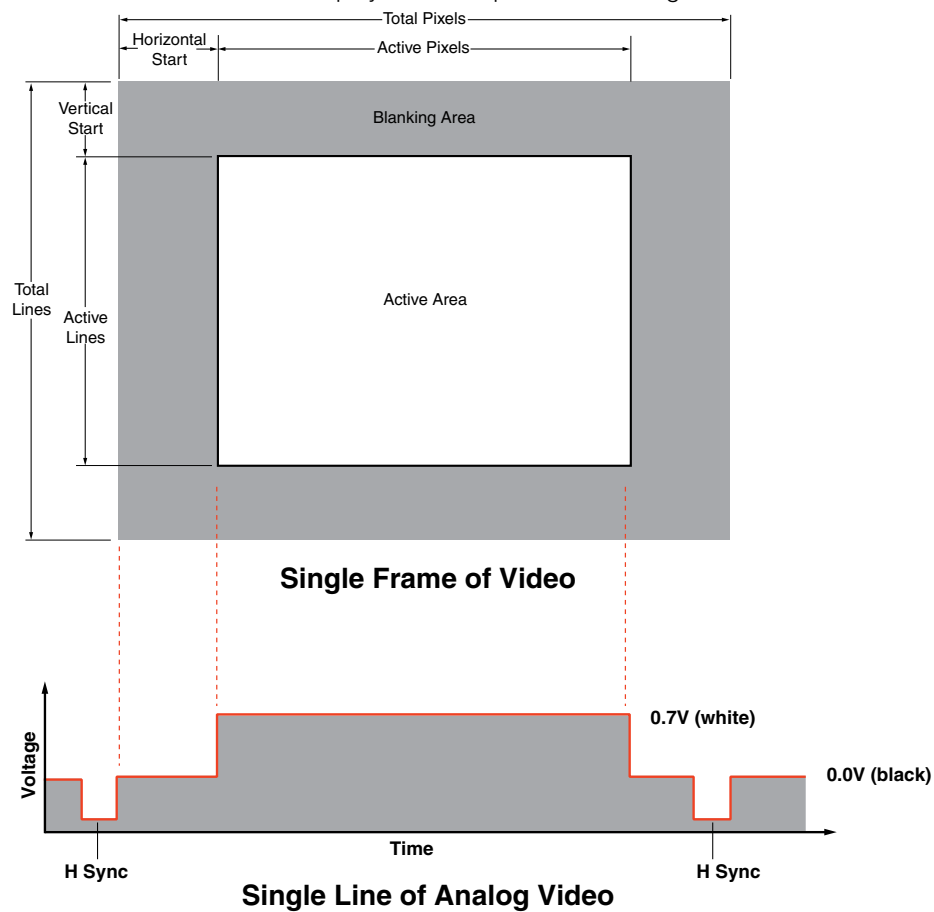 Total Pixels
Horizontal
Start
Active Pixels
Vertical
Start
Blanking Area
Total
Lines
Active
Lines
Active Area
Single Frame of Video
Voltage
0.7V (white)
0.0V (black)
Time
H Sync
H Sync
Single Line of Analog Video